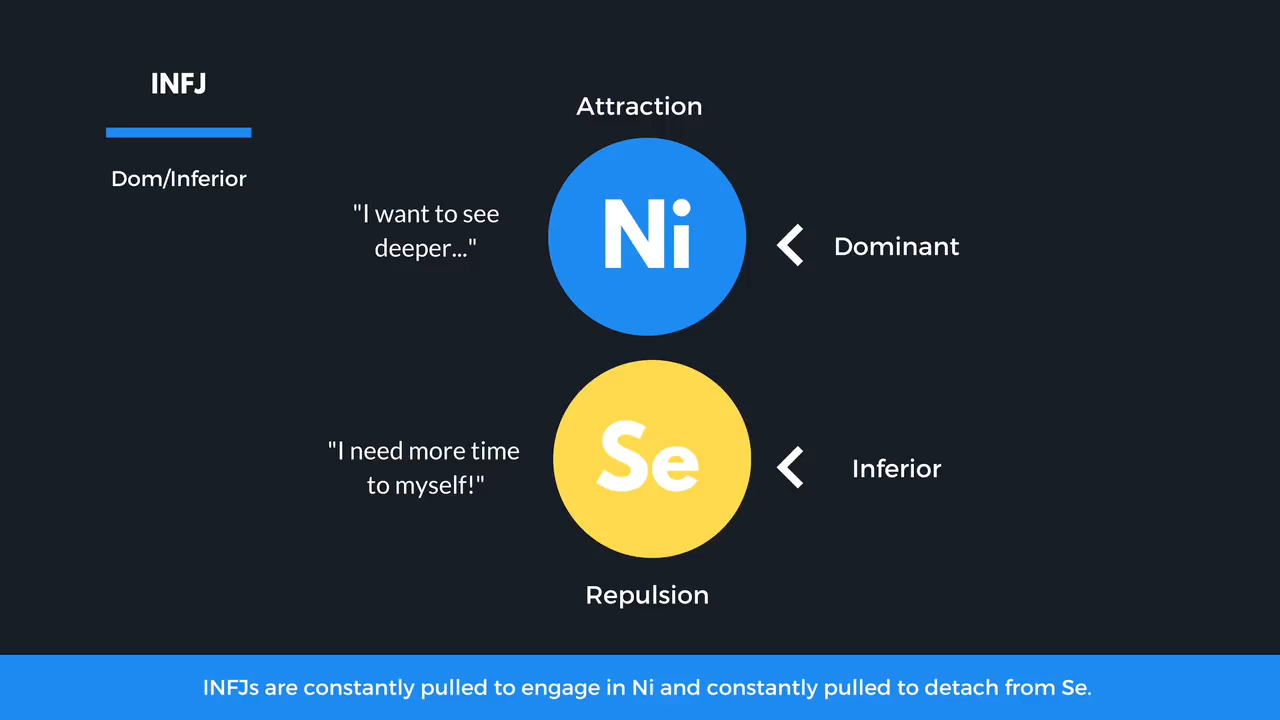 INFJ
Dom/Inferior
Attraction
"I want to see
deeper..."
Ni
Dominant
"I need more time
to myself!"
Se
Inferior
Repulsion
INFJs are constantly pulled to engage in Ni and constantly pulled to detach from Se.